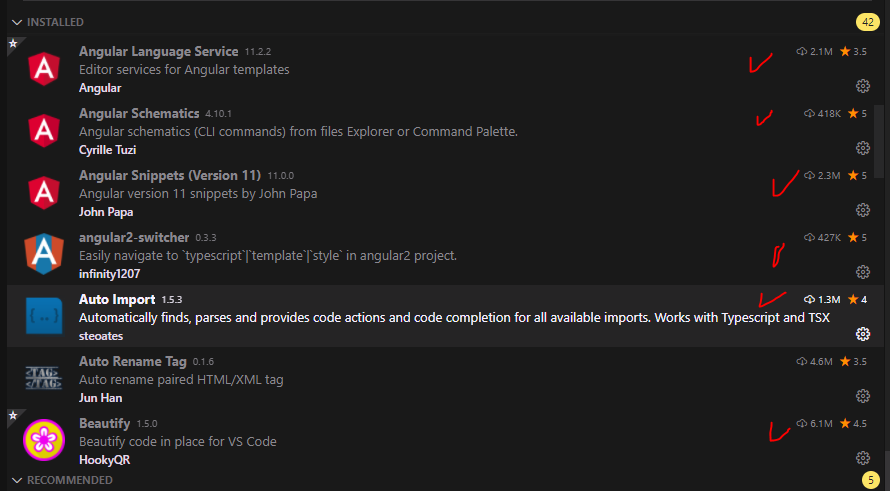 INSTALLED 42
Angular Language Service 11.2.2 2.1M 3.5
Editor services for Angular templates
Angular
Angular Schematics 4.10.1 418K 5
Angular schematics (CLI commands) from files Explorer or Command Palette.
Cyrille Tuzi
Angular Snippets (Version 11) 11.0.0 2.3M 5
Angular version 11 snippets by John Papa
John Papa
angular2-switcher 0.3.3 427K 5
Easily navigate to `typescript`|`template`|`style` in angular2 project.
infinity1207
Auto Import 1.5.3 1.3M 4
Automatically finds, parses and provides code actions and code completion for all available imports. Works with Typescript and TSX
steoates
Auto Rename Tag 0.1.6 4.6M 3.5
Auto rename paired HTML/XML tag
Jun Han
Beautify 1.5.0 6.1M 4.5
Beautify code in place for VS Code
HookyQR
RECOMMENDED 5
A
A
A
A
{..}
<TAG>
</TAG>